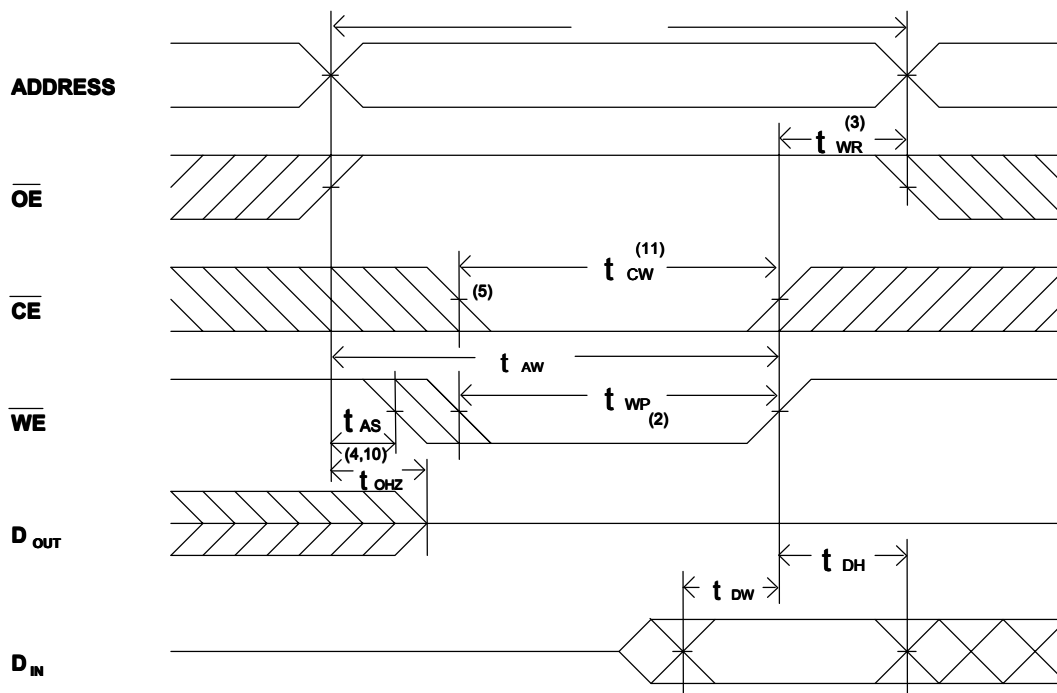 ADDRESS
(3)
t WR
OE
(11)
t CW
CE
(5)
t AW
WE
t WP
(2)
t AS
(4,10)
t OHZ
D OUT
t DH
t DW
D IN